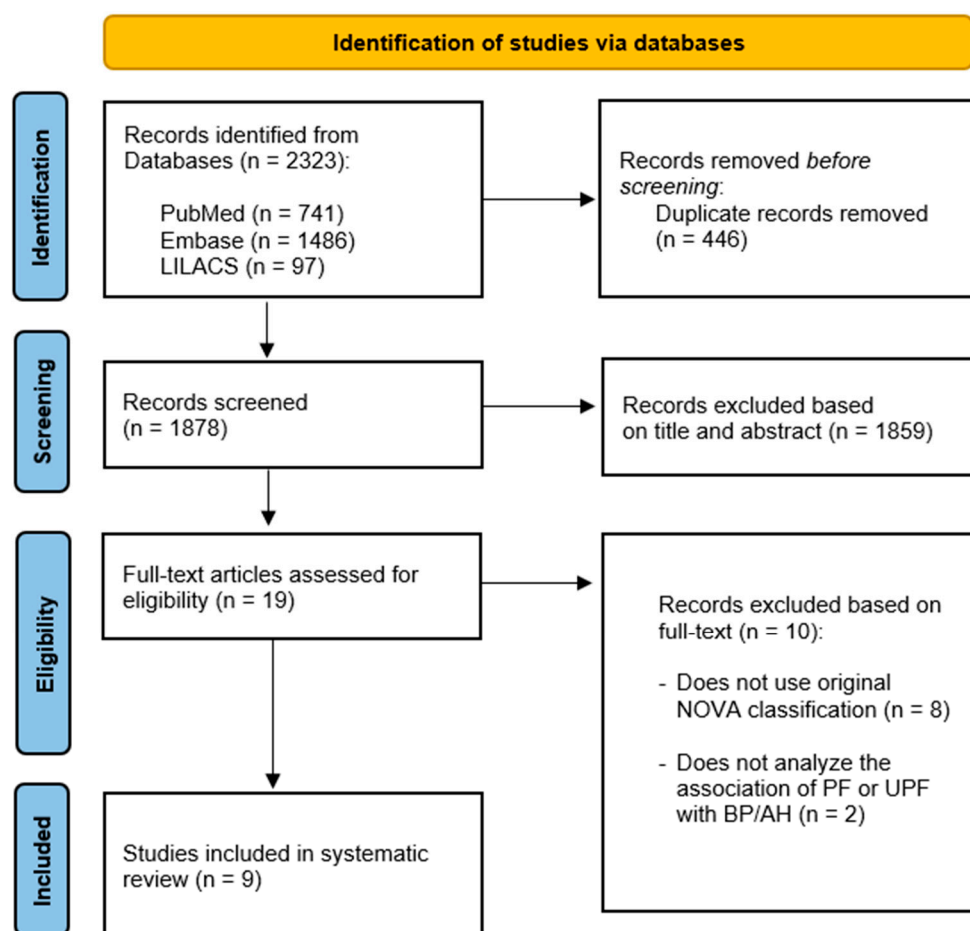 Identification of studies via databases
Identification
Records identified from
Databases (n = 2323):
PubMed (n = 741)
Embase (n = 1486)
LILACS (n = 97)
Records removed before
screening:
Duplicate records removed
(n = 446)
Screening
Records screened
(n = 1878)
Records excluded based
on title and abstract (n = 1859)
Eligibility
Full-text articles assessed for
eligibility (n = 19)
Records excluded based on
full-text (n = 10):
- Does not use original
NOVA classification (n = 8)
- Does not analyze the
association of PF or UPF
with BP/AH (n = 2)
Included
Studies included in systematic
review (n = 9)